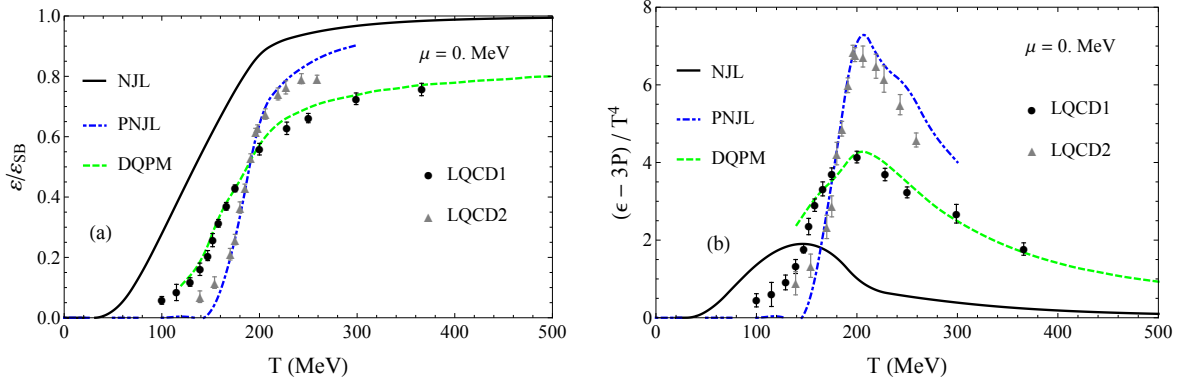 ε/εSB
1.0
0.8
0.6
0.4
0.2
0.0
NJL
PNJL
DQPM
μ = 0. MeV
LQCD1
LQCD2
(a)
0 100 200 300 400 500
T (MeV)
(ϵ − 3P) / T⁴
8
6
4
2
0
NJL
PNJL
DQPM
μ = 0. MeV
LQCD1
LQCD2
(b)
0 100 200 300 400 500
T (MeV)